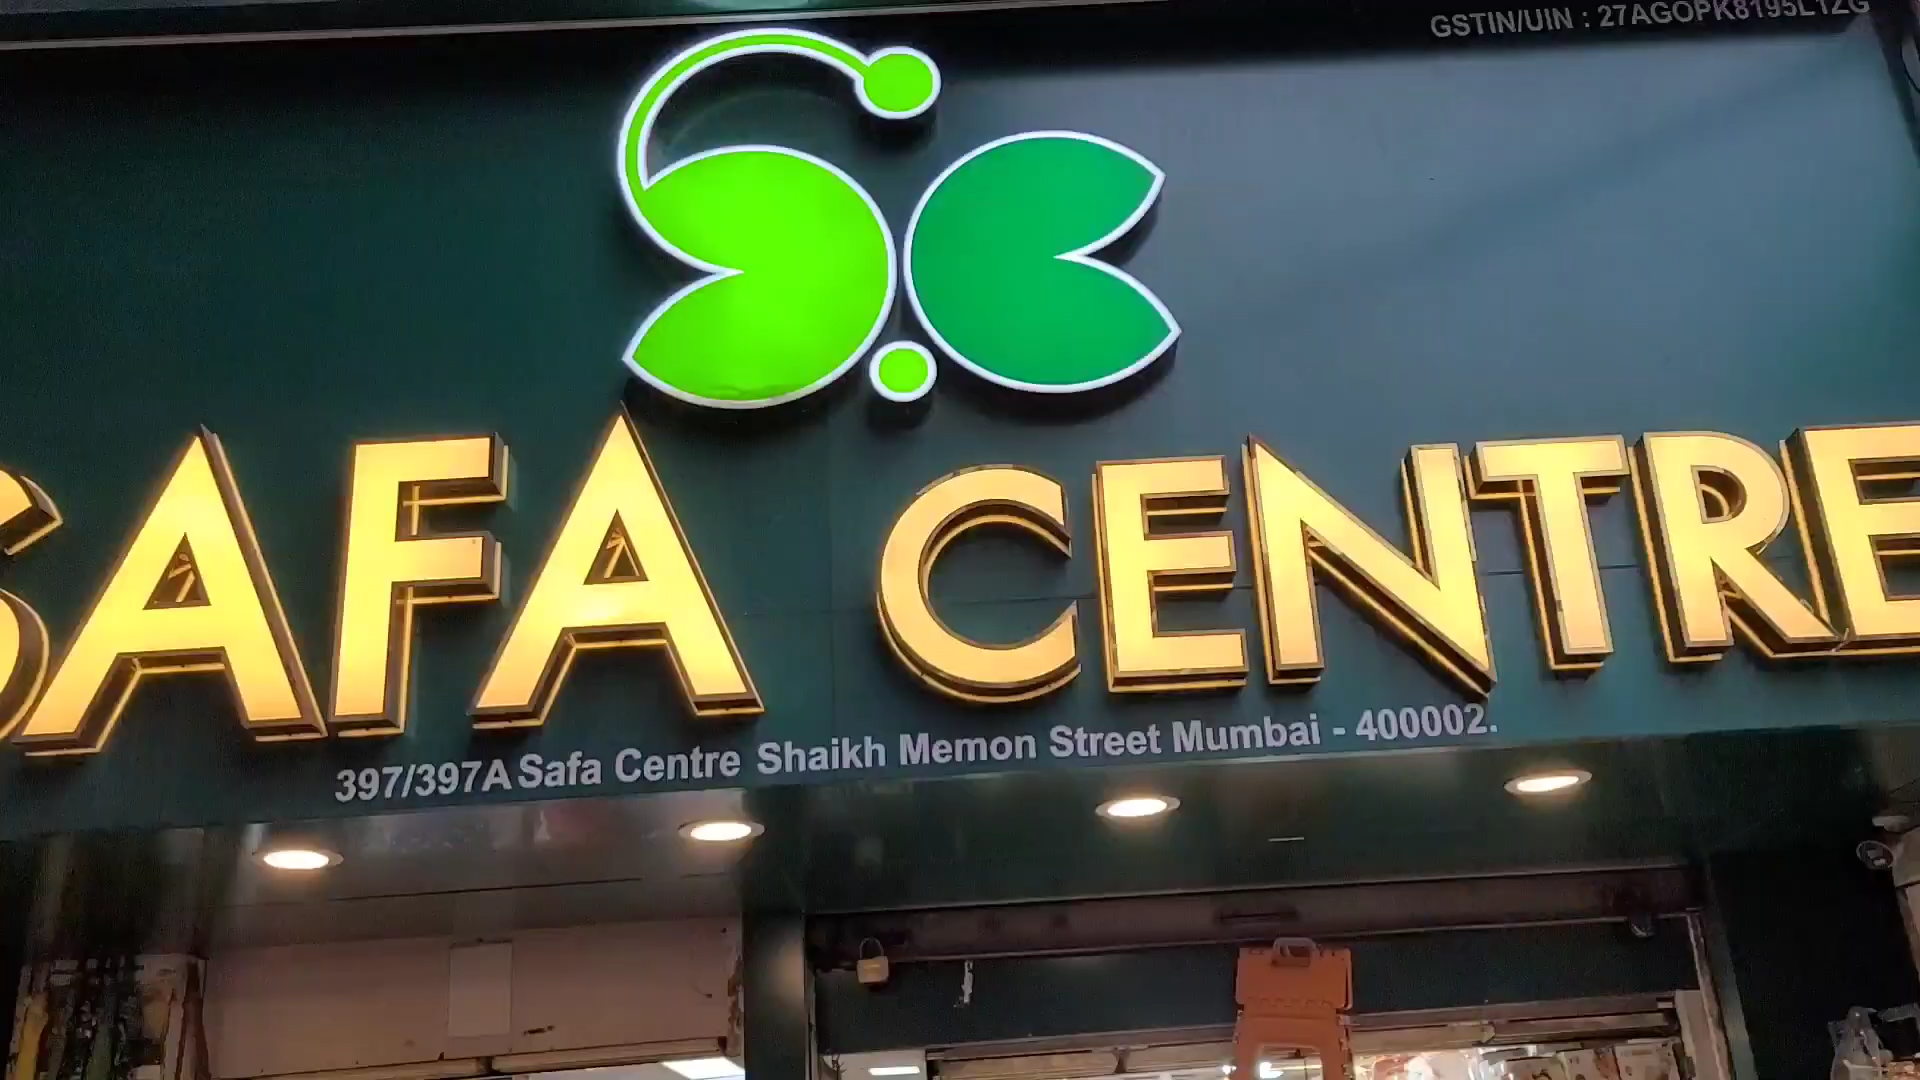 GSTIN/UIN : 27AGOPK8195L1ZG
SAFA CENTRE
397/397A Safa Centre Shaikh Memon Street Mumbai - 400002.